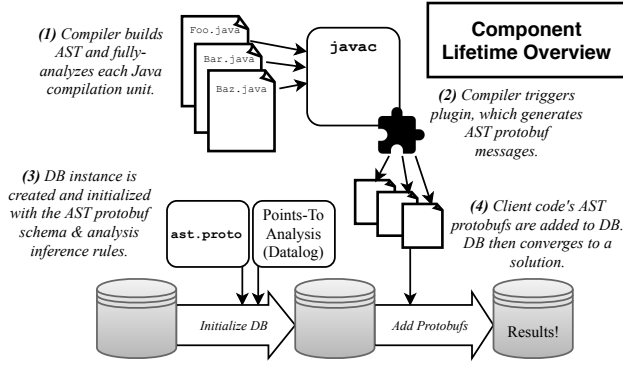 (1) Compiler builds
AST and fully-
analyzes each Java
compilation unit.
Foo.java
Bar.java
Baz.java
javac
Component
Lifetime Overview
(2) Compiler triggers
plugin, which generates
AST protobuf
messages.
(3) DB instance is
created and initialized
with the AST protobuf
schema & analysis
inference rules.
ast.proto
Points-To
Analysis
(Datalog)
(4) Client code's AST
protobufs are added to DB.
DB then converges to a
solution.
Initialize DB
Add Protobufs
Results!